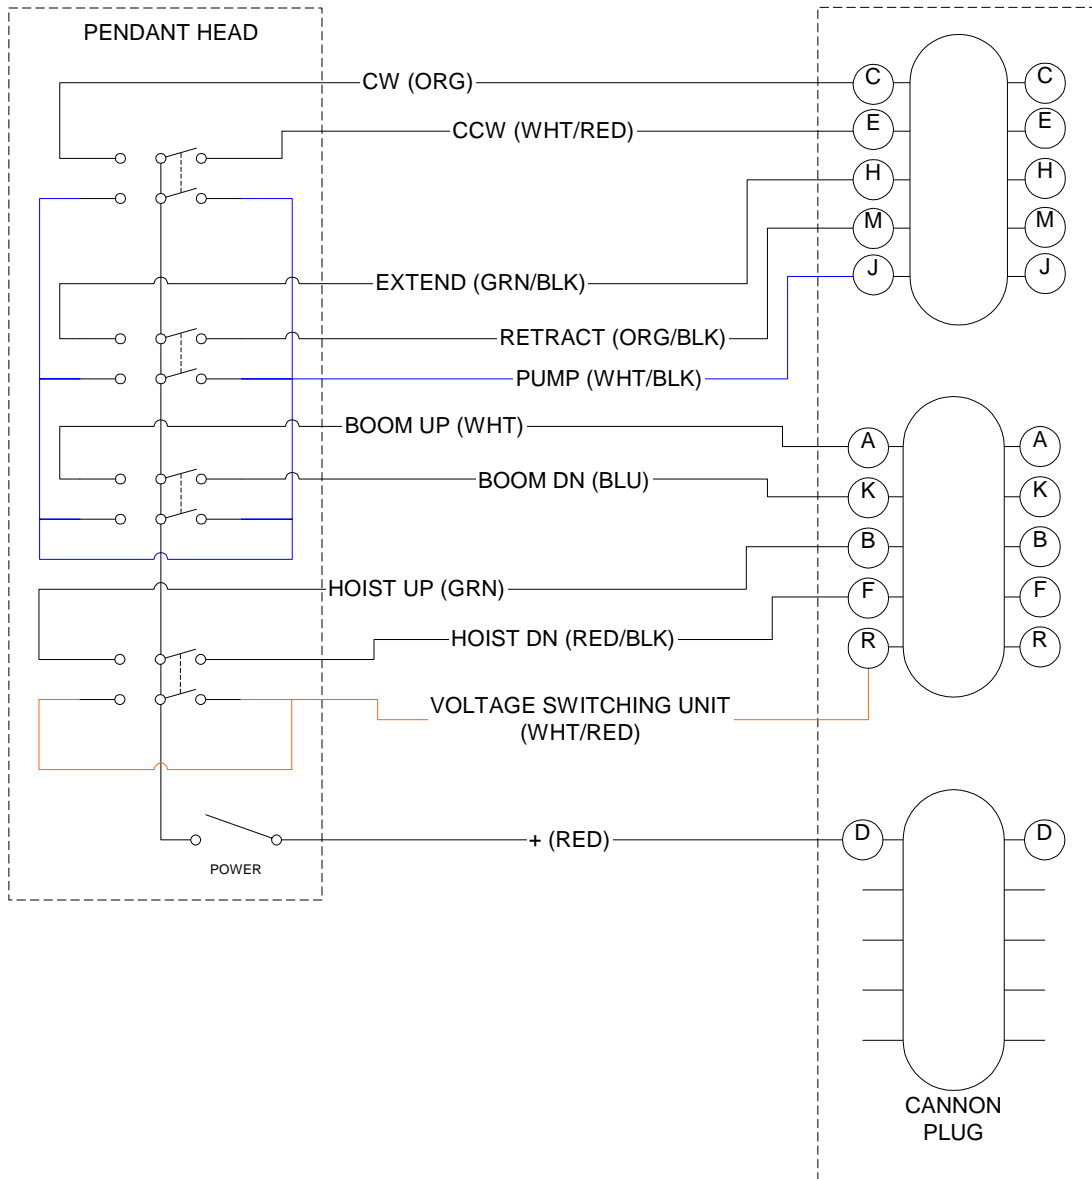 PENDANT HEAD
CW (ORG)
C
C
CCW (WHT/RED)
E
E
H
H
M
M
EXTEND (GRN/BLK)
J
J
RETRACT (ORG/BLK)
PUMP (WHT/BLK)
BOOM UP (WHT)
A
A
BOOM DN (BLU)
K
K
B
B
HOIST UP (GRN)
F
F
HOIST DN (RED/BLK)
R
R
VOLTAGE SWITCHING UNIT
(WHT/RED)
+ (RED)
D
D
POWER
CANNON
PLUG